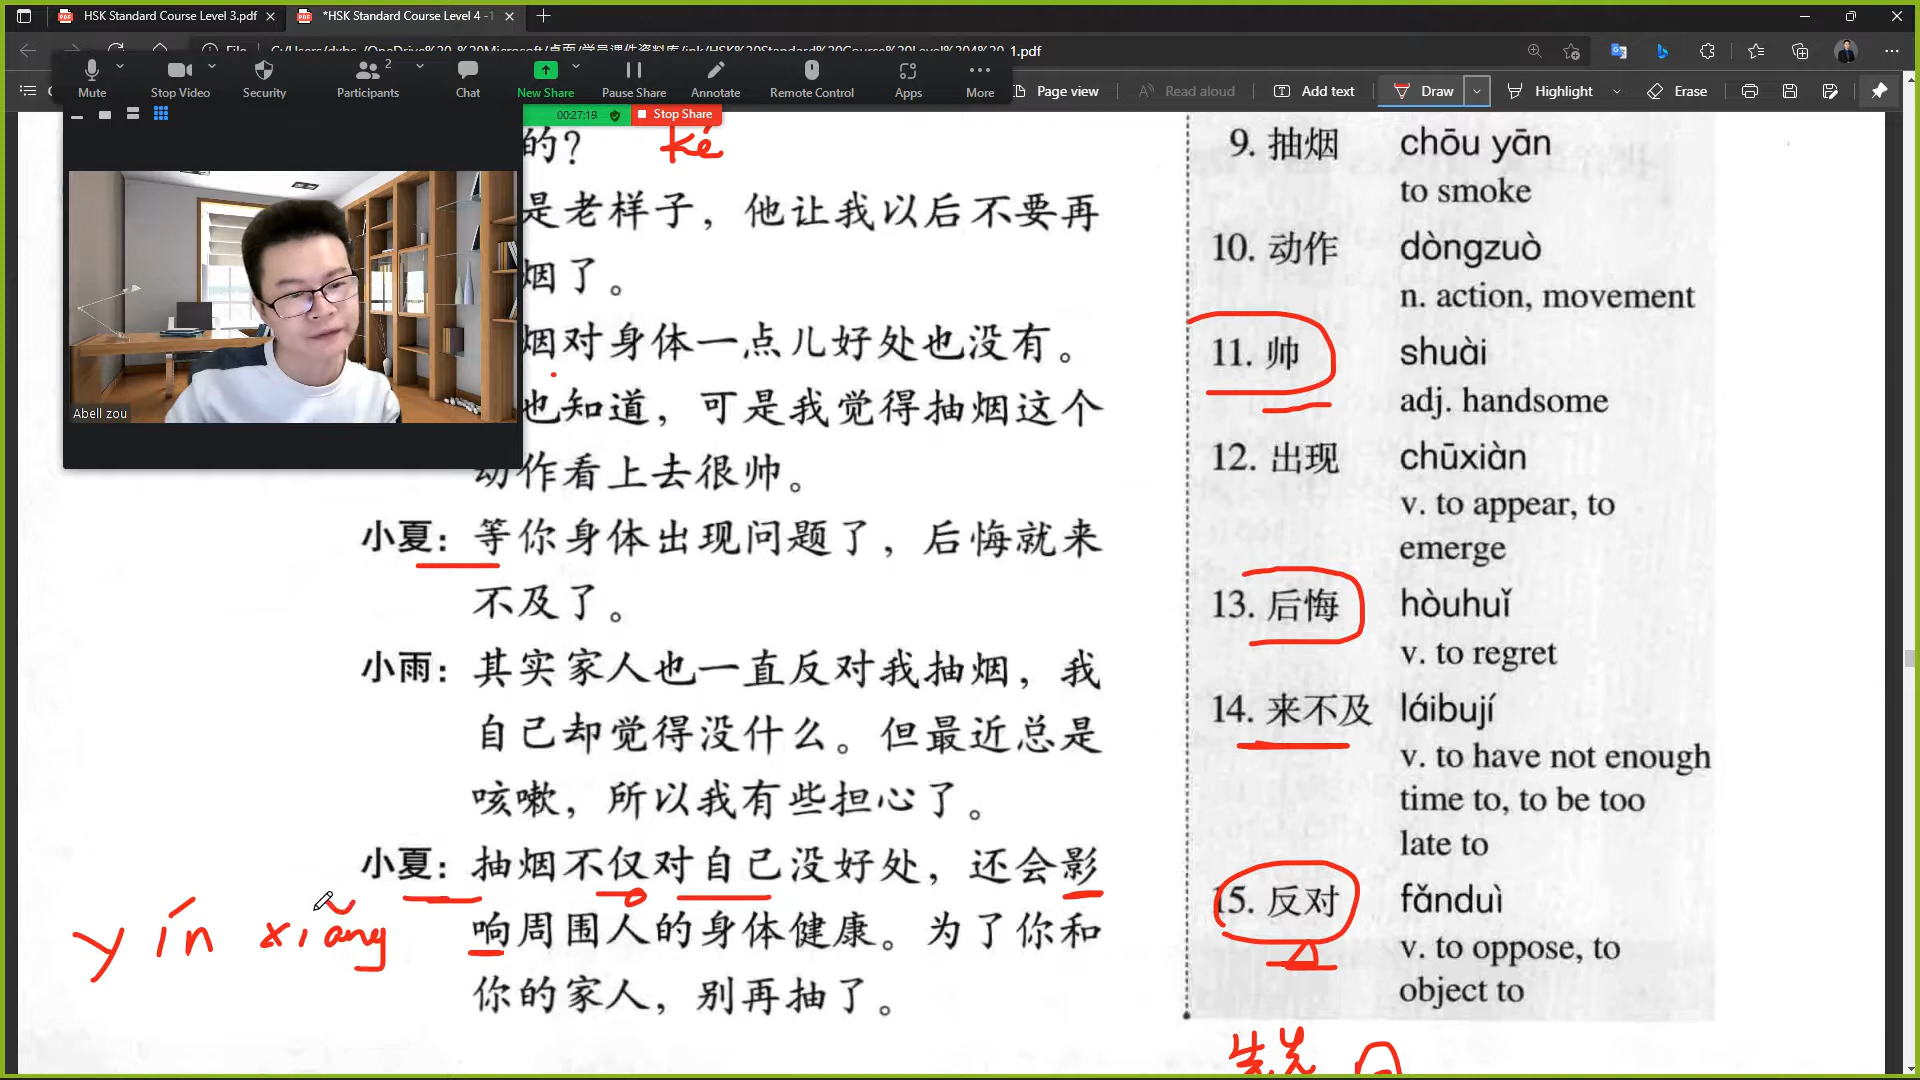 HSK Standard Course Level 3.pdf
*HSK Standard Course Level 4 -1
File
1.pdf
Mute
Stop Video
Security
Participants
2
Chat
New Share
Pause Share
Annotate
Remote Control
Apps
More
Page view
Read aloud
Add text
Draw
Highlight
Erase
00:27:19
Stop Share
Abell zou
的?
ké
是老样子，他让我以后不要再
烟了。
烟对身体一点儿好处也没有。
也知道，可是我觉得抽烟这个
动作看上去很帅。
小夏：等你身体出现问题了，后悔就来
不及了。
小雨：其实家人也一直反对我抽烟，我
自己却觉得没什么。但最近总是
咳嗽，所以我有些担心了。
小夏：抽烟不仅对自己没好处，还会影
响周围人的身体健康。为了你和
你的家人，别再抽了。
yín xiǎng
9. 抽烟 chōu yān
to smoke
10. 动作 dòngzuò
n. action, movement
11. 帅 shuài
adj. handsome
12. 出现 chūxiàn
v. to appear, to
emerge
13. 后悔 hòuhuǐ
v. to regret
14. 来不及 láibují
v. to have not enough
time to, to be too
late to
15. 反对 fǎnduì
v. to oppose, to
object to